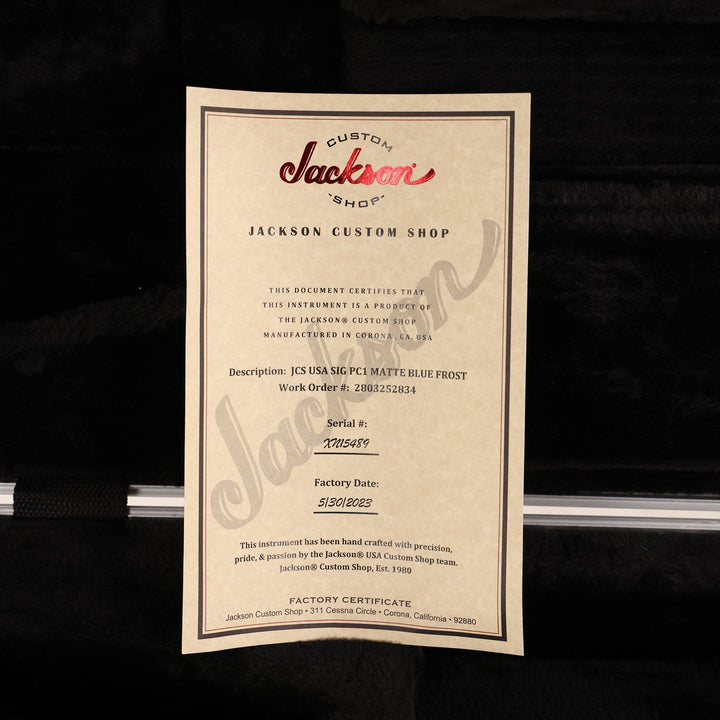 CUSTOM
Jackson
-SHOP-
JACKSON CUSTOM SHOP
THIS DOCUMENT CERTIFIES THAT
THIS INSTRUMENT IS A PRODUCT OF
THE JACKSON® CUSTOM SHOP
MANUFACTURED IN CORONA, CA, USA
Jackson
Description: JCS USA SIG PC1 MATTE BLUE FROST
Work Order #: 2803252834
Serial #:
XN15489
Factory Date:
5/30/2023
This instrument has been hand crafted with precision,
pride, & passion by the Jackson® USA Custom Shop team.
Jackson® Custom Shop, Est. 1980
FACTORY CERTIFICATE
Jackson Custom Shop • 311 Cessna Circle • Corona, California • 92880